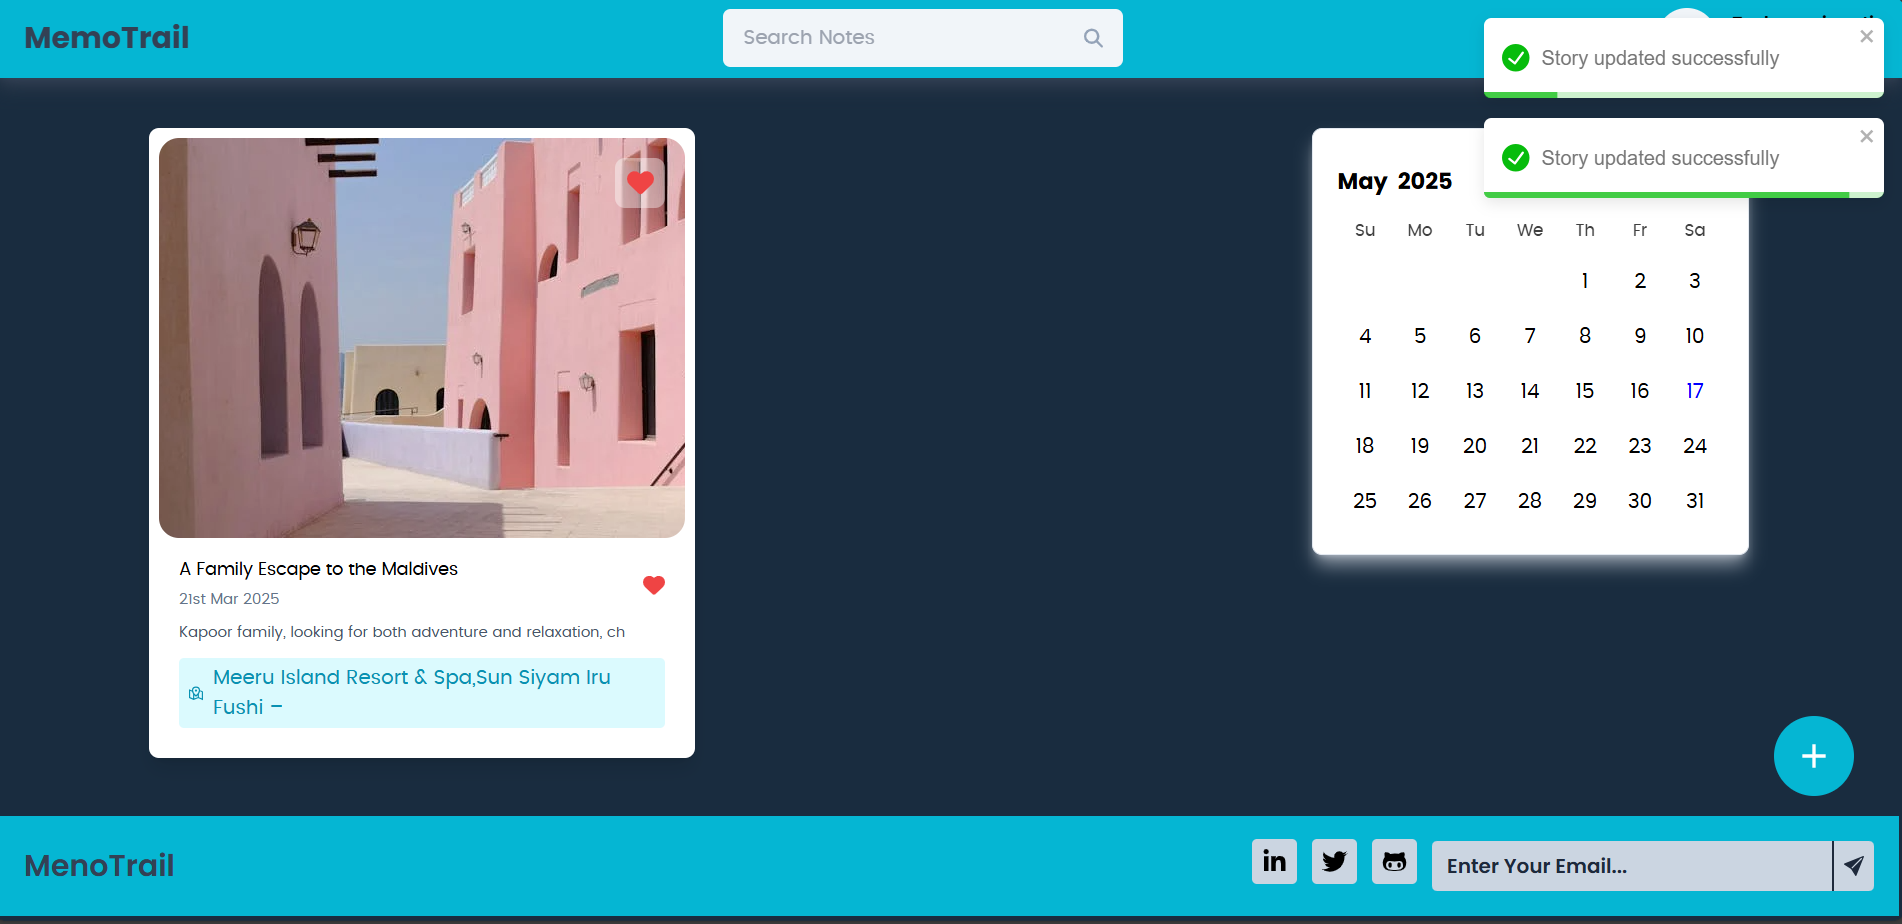 MemoTrail
Search Notes
Story updated successfully
Story updated successfully
May 2025
Su Mo Tu We Th Fr Sa
1 2 3
4 5 6 7 8 9 10
11 12 13 14 15 16 17
18 19 20 21 22 23 24
25 26 27 28 29 30 31
A Family Escape to the Maldives
21st Mar 2025
Kapoor family, looking for both adventure and relaxation, ch
Meeru Island Resort & Spa,Sun Siyam Iru
Fushi –
MenoTrail
in
Enter Your Email...